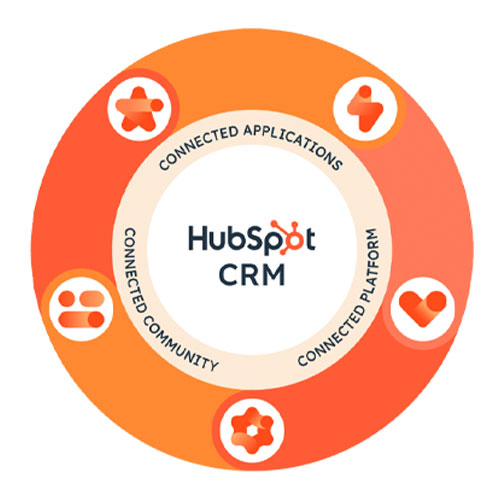 CONNECTED APPLICATIONS
HubSpot
CRM
CONNECTED COMMUNITY
CONNECTED PLATFORM